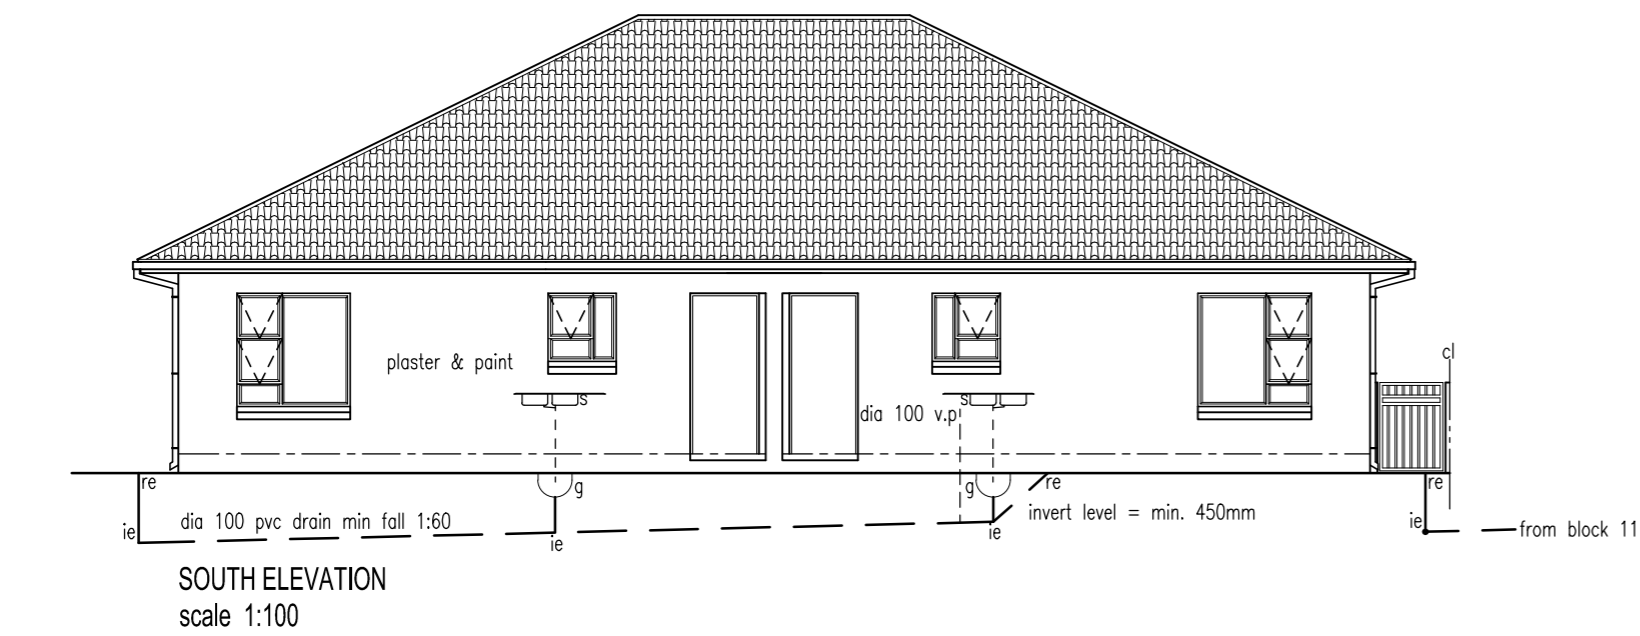 cl
plaster & paint
s
s
dia 100 v.p
re
g
g
re
re
ie
dia 100 pvc drain min fall 1:60
ie
ie
invert level = min. 450mm
ie
from block 11
SOUTH ELEVATION
scale 1:100